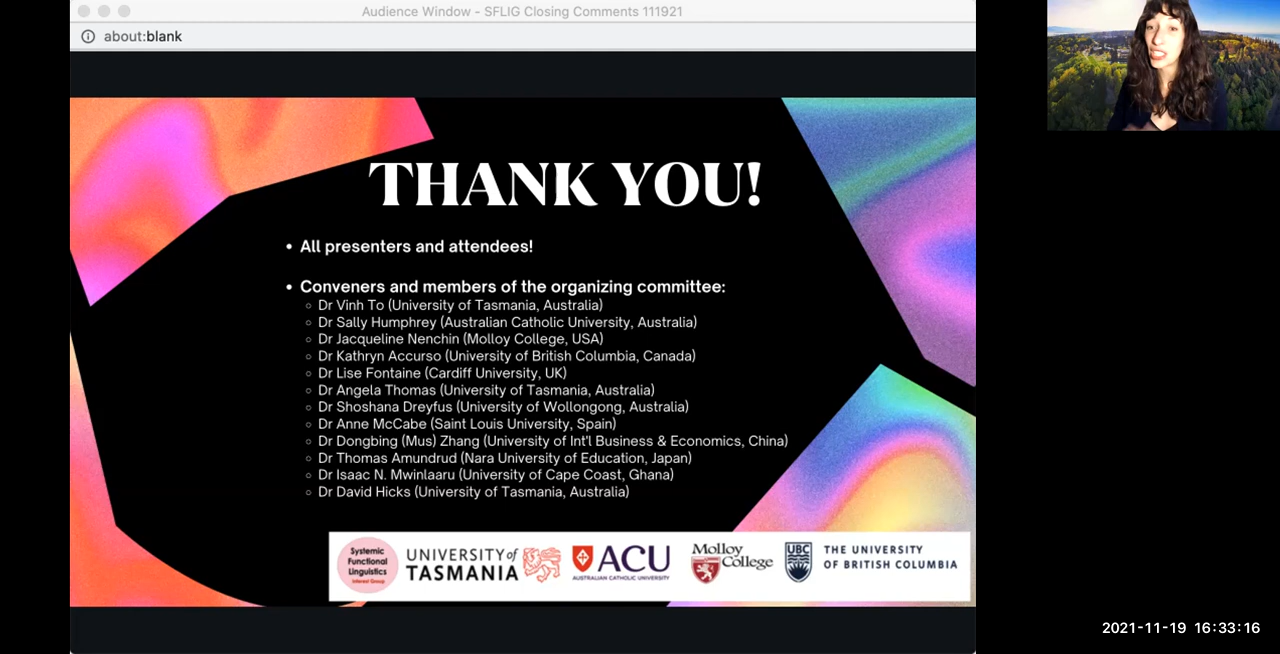 Audience Window - SFLIG Closing Comments 111921
about:blank
THANK YOU!
• All presenters and attendees!
• Conveners and members of the organizing committee:
◦ Dr Vinh To (University of Tasmania, Australia)
◦ Dr Sally Humphrey (Australian Catholic University, Australia)
◦ Dr Jacqueline Nenchin (Molloy College, USA)
◦ Dr Kathryn Accurso (University of British Columbia, Canada)
◦ Dr Lise Fontaine (Cardiff University, UK)
◦ Dr Angela Thomas (University of Tasmania, Australia)
◦ Dr Shoshana Dreyfus (University of Wollongong, Australia)
◦ Dr Anne McCabe (Saint Louis University, Spain)
◦ Dr Dongbing (Mus) Zhang (University of Int'l Business & Economics, China)
◦ Dr Thomas Amundrud (Nara University of Education, Japan)
◦ Dr Isaac N. Mwinlaaru (University of Cape Coast, Ghana)
◦ Dr David Hicks (University of Tasmania, Australia)
Systemic
Functional
Linguistics
Interest Group
UNIVERSITY of
TASMANIA
ACU
AUSTRALIAN CATHOLIC UNIVERSITY
Molloy
College
UBC
THE UNIVERSITY
OF BRITISH COLUMBIA
2021-11-19 16:33:16